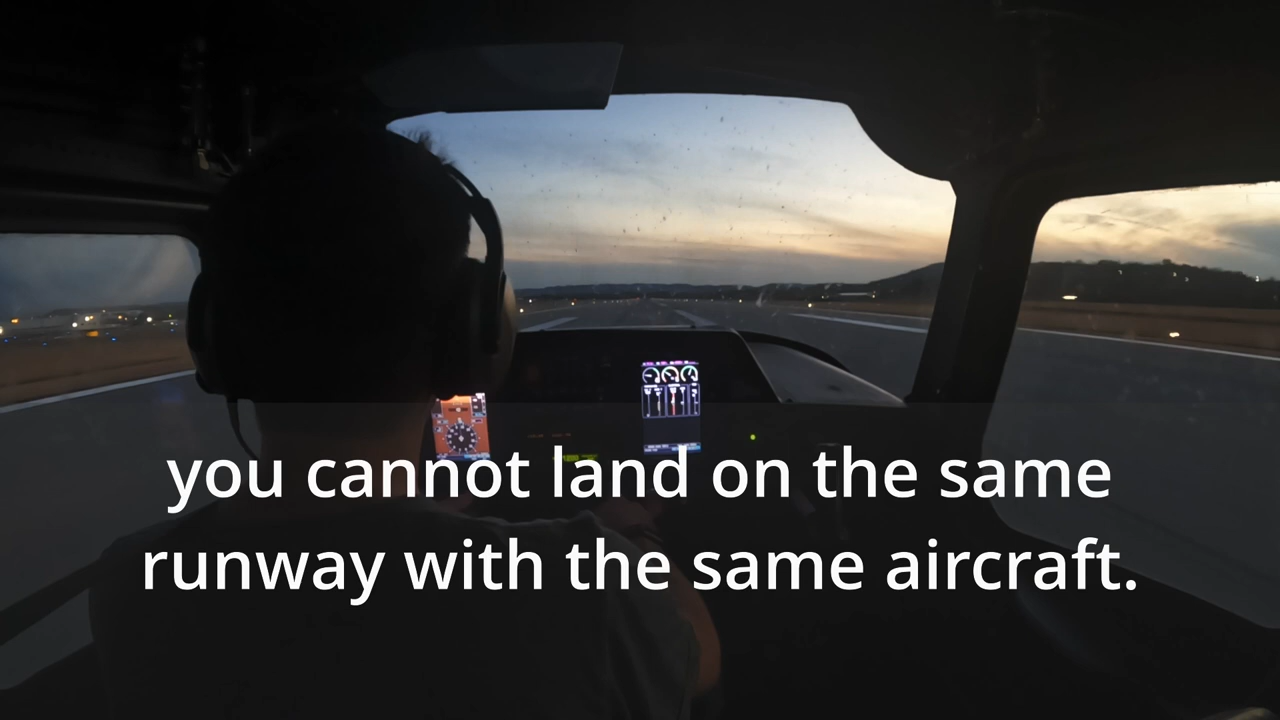 you cannot land on the same
runway with the same aircraft.